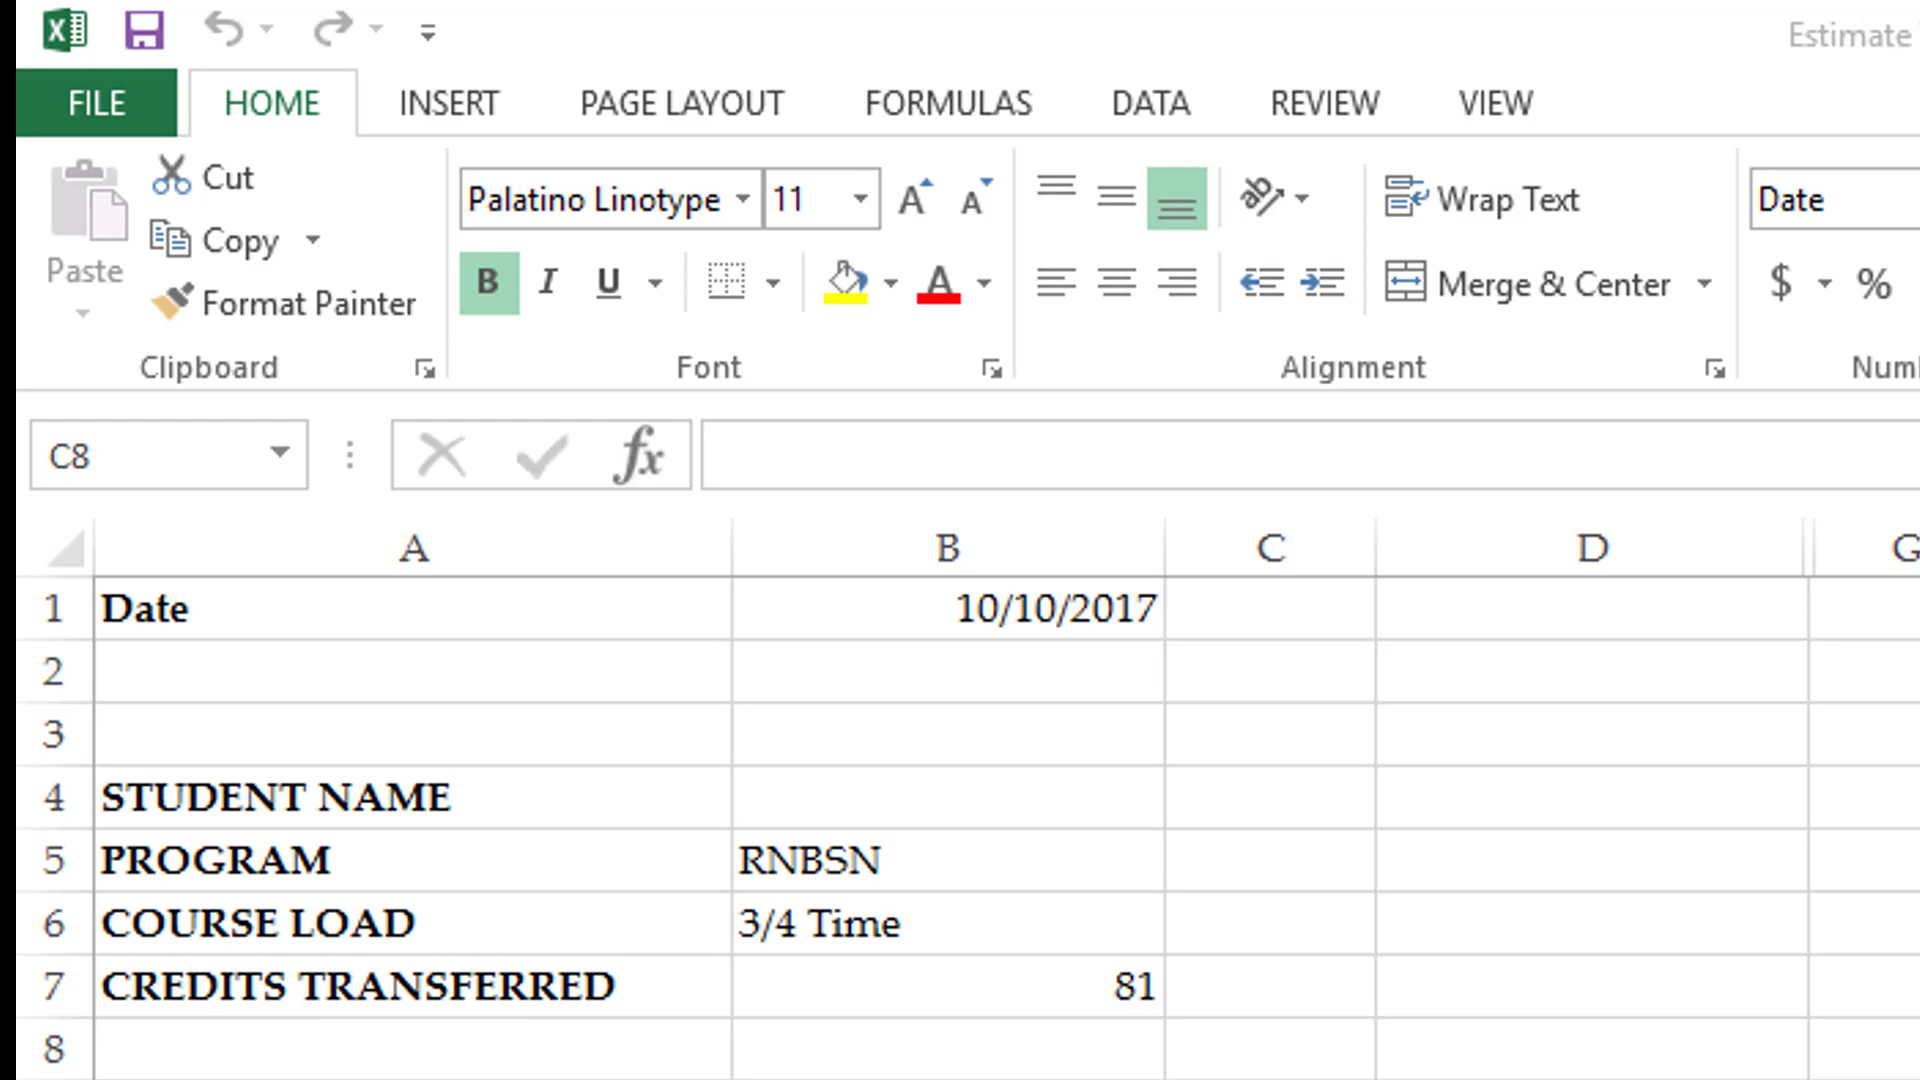 Estimate
FILE HOME INSERT PAGE LAYOUT FORMULAS DATA REVIEW VIEW
Cut
Copy
Format Painter
Paste
Clipboard
Palatino Linotype 11
B I U
Font
Wrap Text
Merge & Center
Alignment
Date
$ %
C8
fx
A B C D G
1 Date 10/10/2017
2
3
4 STUDENT NAME
5 PROGRAM RNBSN
6 COURSE LOAD 3/4 Time
7 CREDITS TRANSFERRED 81
8